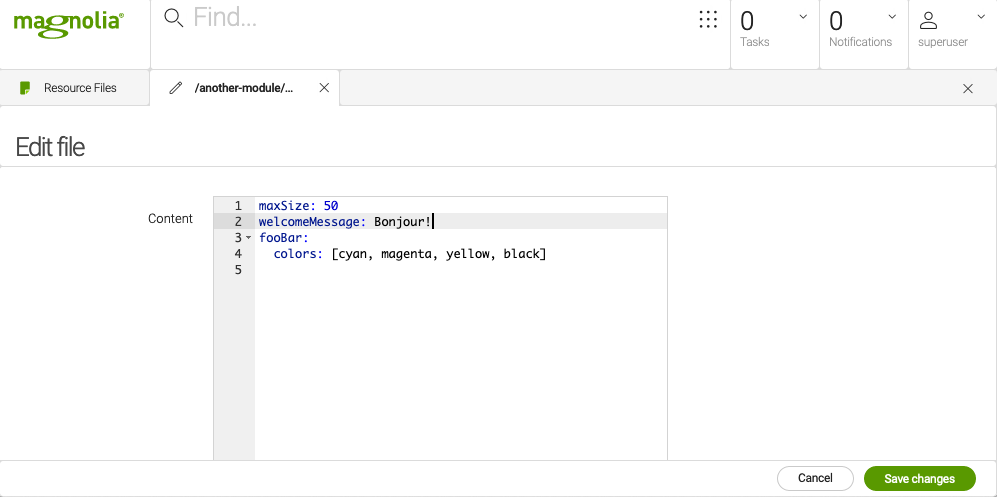 magnolia®
Find...
0
Tasks
0
Notifications
superuser
Resource Files
/another-module/...
Edit file
Content
1 maxSize: 50
2 welcomeMessage: Bonjour!
3 fooBar:
4   colors: [cyan, magenta, yellow, black]
5
Cancel
Save changes